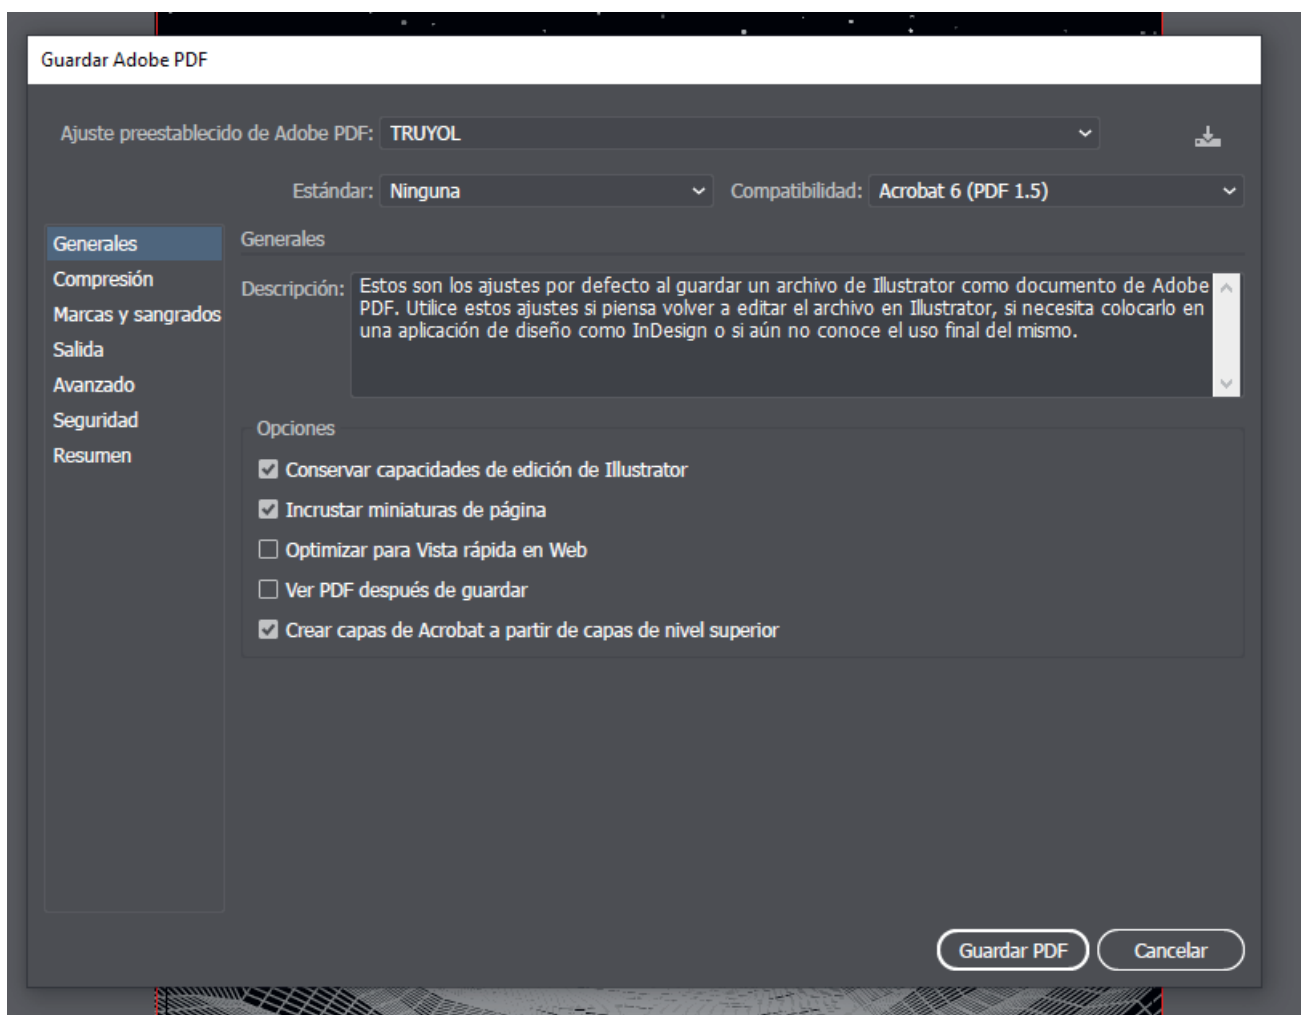 Guardar Adobe PDF
Ajuste preestablecido de Adobe PDF: TRUYOL
Estándar: Ninguna Compatibilidad: Acrobat 6 (PDF 1.5)
Generales
Compresión
Marcas y sangrados
Salida
Avanzado
Seguridad
Resumen
Generales
Descripción: Estos son los ajustes por defecto al guardar un archivo de Illustrator como documento de Adobe
PDF. Utilice estos ajustes si piensa volver a editar el archivo en Illustrator, si necesita colocarlo en
una aplicación de diseño como InDesign o si aún no conoce el uso final del mismo.
Opciones
Conservar capacidades de edición de Illustrator
Incrustar miniaturas de página
Optimizar para Vista rápida en Web
Ver PDF después de guardar
Crear capas de Acrobat a partir de capas de nivel superior
Guardar PDF Cancelar